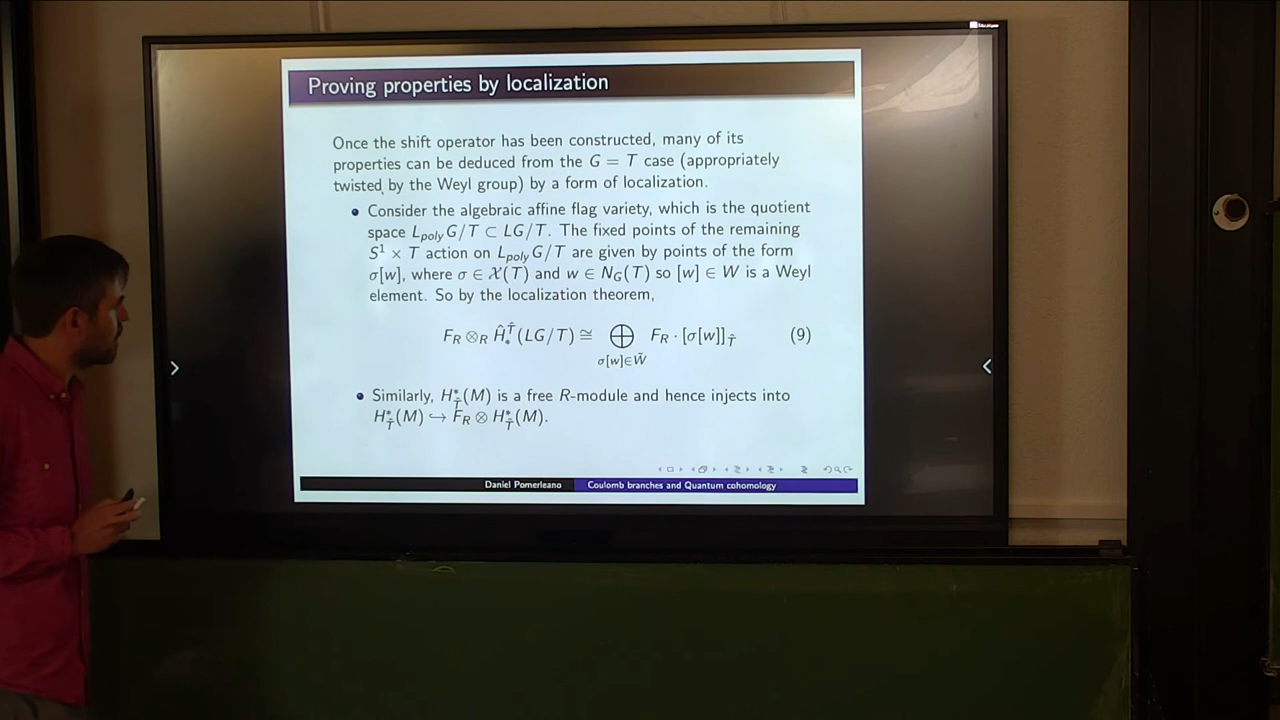 Proving properties by localization
Once the shift operator has been constructed, many of its
properties can be deduced from the G = T case (appropriately
twisted by the Weyl group) by a form of localization.
• Consider the algebraic affine flag variety, which is the quotient
space L_{poly}G/T ⊂ LG/T. The fixed points of the remaining
S¹ × T action on L_{poly}G/T are given by points of the form
σ[w], where σ ∈ X(T) and w ∈ N_G(T) so [w] ∈ W is a Weyl
element. So by the localization theorem,
F_R ⊗_R Ĥ_*^{T̂}(LG/T) ≅ ⊕_{σ[w]∈W̃} F_R · [σ[w]]_{T̂} (9)
• Similarly, H^*_{T̂}(M) is a free R-module and hence injects into
H^*_{T̂}(M) ↪ F_R ⊗ H^*_{T̂}(M).
Daniel Pomerleano Coulomb branches and Quantum cohomology